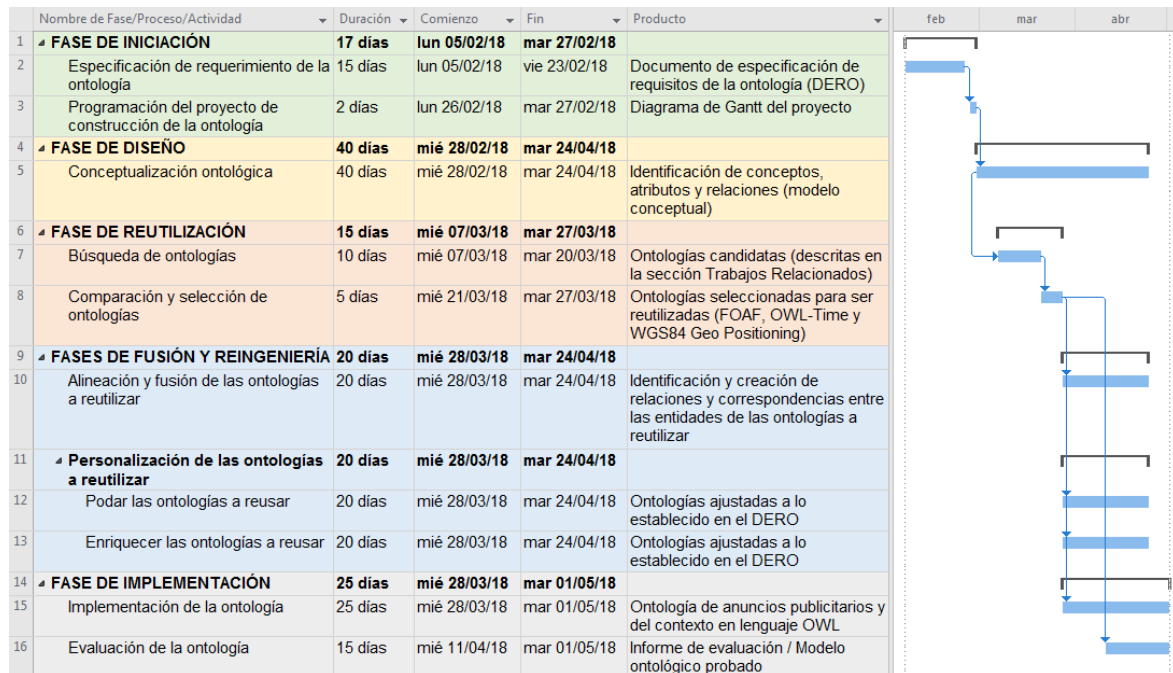 Nombre de Fase/Proceso/Actividad Duración Comienzo Fin Producto feb mar abr
1 FASE DE INICIACIÓN 17 días lun 05/02/18 mar 27/02/18
2 Especificación de requerimiento de la 15 días lun 05/02/18 vie 23/02/18 Documento de especificación de
ontología requisitos de la ontología (DERO)
3 Programación del proyecto de 2 días lun 26/02/18 mar 27/02/18 Diagrama de Gantt del proyecto
construcción de la ontología
4 FASE DE DISEÑO 40 días mié 28/02/18 mar 24/04/18
5 Conceptualización ontológica 40 días mié 28/02/18 mar 24/04/18 Identificación de conceptos,
atributos y relaciones (modelo
conceptual)
6 FASE DE REUTILIZACIÓN 15 días mié 07/03/18 mar 27/03/18
7 Búsqueda de ontologías 10 días mié 07/03/18 mar 20/03/18 Ontologías candidatas (descritas en
la sección Trabajos Relacionados)
8 Comparación y selección de 5 días mié 21/03/18 mar 27/03/18 Ontologías seleccionadas para ser
ontologías reutilizadas (FOAF, OWL-Time y
WGS84 Geo Positioning)
9 FASES DE FUSIÓN Y REINGENIERÍA 20 días mié 28/03/18 mar 24/04/18
10 Alineación y fusión de las ontologías 20 días mié 28/03/18 mar 24/04/18 Identificación y creación de
a reutilizar relaciones y correspondencias entre
las entidades de las ontologías a
reutilizar
11 Personalización de las ontologías 20 días mié 28/03/18 mar 24/04/18
a reutilizar
12 Podar las ontologías a reusar 20 días mié 28/03/18 mar 24/04/18 Ontologías ajustadas a lo
establecido en el DERO
13 Enriquecer las ontologías a reusar 20 días mié 28/03/18 mar 24/04/18 Ontologías ajustadas a lo
establecido en el DERO
14 FASE DE IMPLEMENTACIÓN 25 días mié 28/03/18 mar 01/05/18
15 Implementación de la ontología 25 días mié 28/03/18 mar 01/05/18 Ontología de anuncios publicitarios y
del contexto en lenguaje OWL
16 Evaluación de la ontología 15 días mié 11/04/18 mar 01/05/18 Informe de evaluación / Modelo
ontológico probado